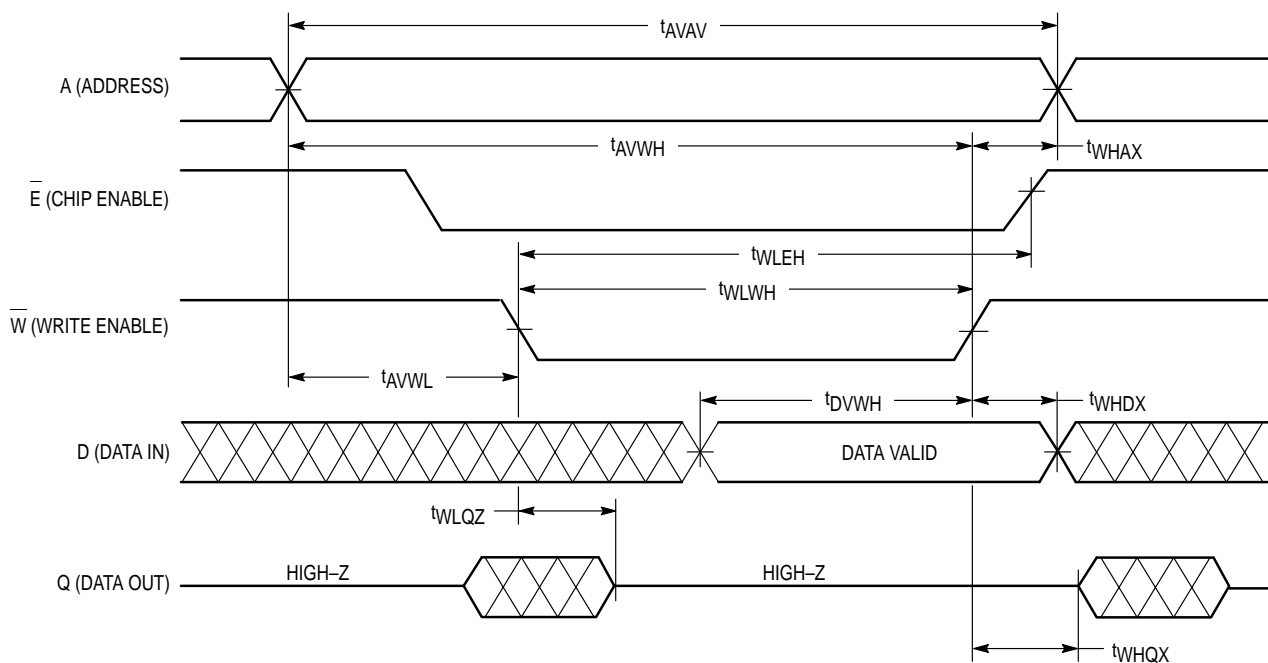 tAVAV
A (ADDRESS)
tAVWH
tWHAX
E (CHIP ENABLE)
tWLEH
tWLWH
W (WRITE ENABLE)
tAVWL
tDVWH
tWHDX
D (DATA IN)
DATA VALID
tWLQZ
Q (DATA OUT)
HIGH–Z
HIGH–Z
tWHQX